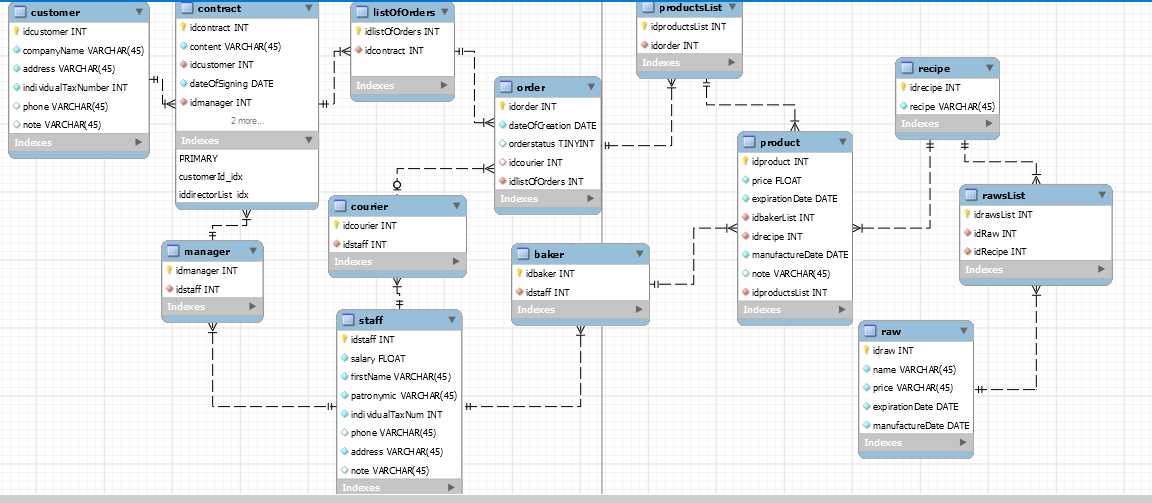 customer
idcustomer INT
companyName VARCHAR(45)
address VARCHAR(45)
individualTaxNumber INT
phone VARCHAR(45)
note VARCHAR(45)
Indexes
contract
idcontract INT
content VARCHAR(45)
idcustomer INT
dateOfSigning DATE
idmanager INT
2 more...
Indexes
PRIMARY
customerId_idx
iddirectorList_idx
listOfOrders
idlistOfOrders INT
idcontract INT
Indexes
order
idorder INT
dateOfCreation DATE
orderstatus TINYINT
idcourier INT
idlistOfOrders INT
Indexes
productsList
idproductsList INT
idorder INT
Indexes
recipe
idrecipe INT
recipe VARCHAR(45)
Indexes
product
idproduct INT
price FLOAT
expirationDate DATE
idbakerList INT
idrecipe INT
manufactureDate DATE
note VARCHAR(45)
idproductsList INT
Indexes
rawsList
idrawsList INT
idRaw INT
idRecipe INT
Indexes
courier
idcourier INT
idstaff INT
Indexes
manager
idmanager INT
idstaff INT
Indexes
baker
idbaker INT
idstaff INT
Indexes
staff
idstaff INT
salary FLOAT
firstName VARCHAR(45)
patronymic VARCHAR(45)
individualTaxNum INT
phone VARCHAR(45)
address VARCHAR(45)
note VARCHAR(45)
Indexes
raw
idraw INT
name VARCHAR(45)
price VARCHAR(45)
expirationDate DATE
manufactureDate DATE
Indexes